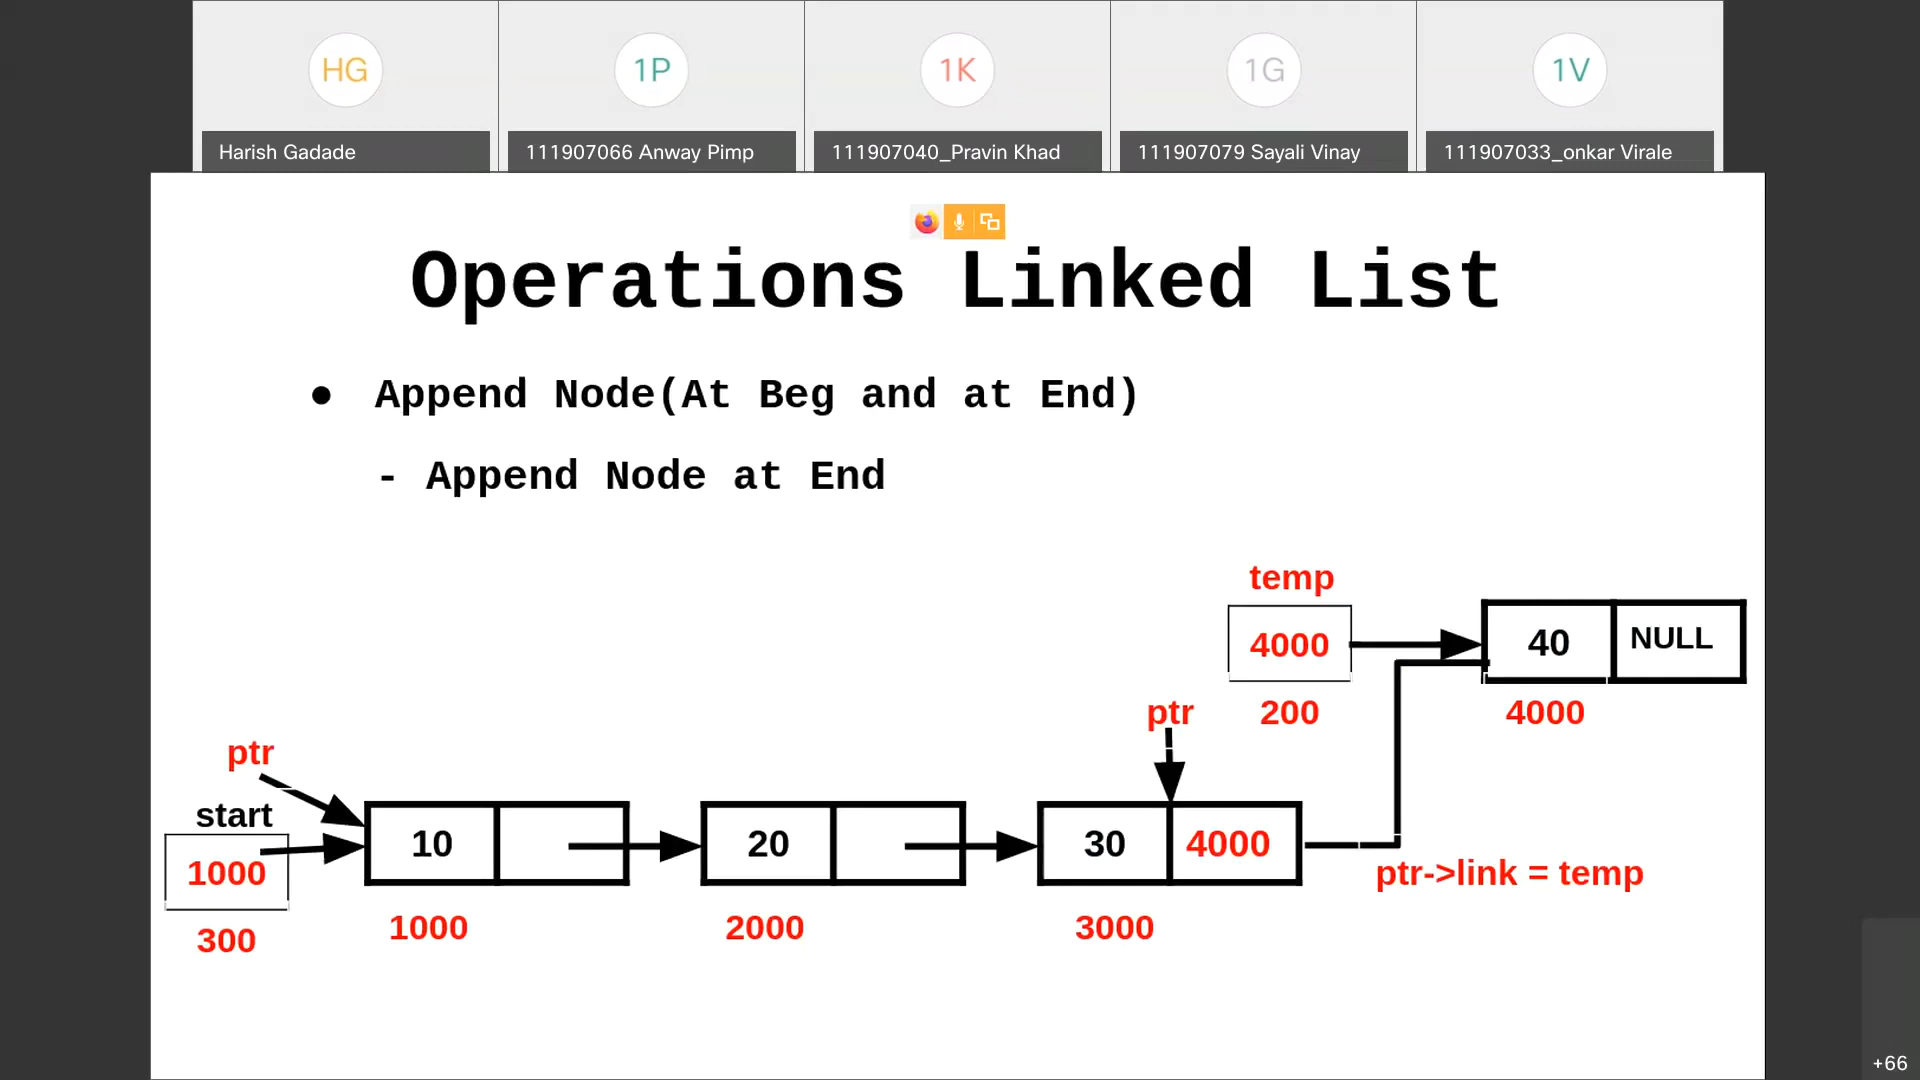 HG
1P
1K
1G
1V
Harish Gadade
111907066 Anway Pimp
111907040_Pravin Khad
111907079 Sayali Vinay
111907033_onkar Virale
Operations Linked List
● Append Node(At Beg and at End)
- Append Node at End
temp
4000
40
NULL
200
4000
ptr
ptr
start
1000
300
10
20
30
4000
ptr->link = temp
1000
2000
3000
+66